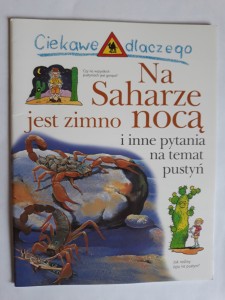 Ciekawe dlaczego
Na
Saharze
jest zimno nocą
i inne pytania
na temat
pustyń